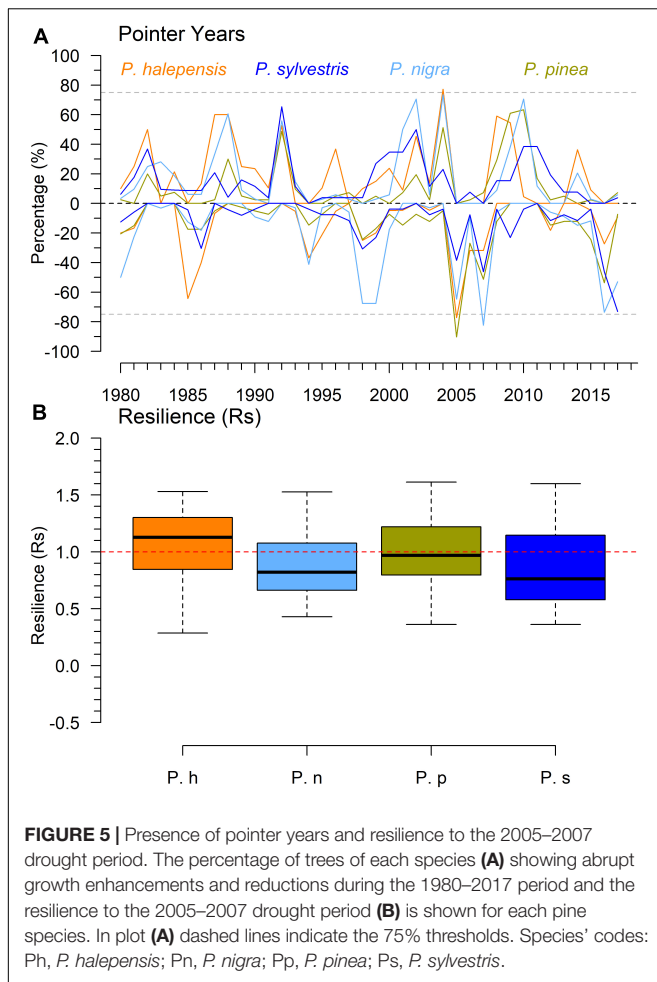 A
Pointer Years
P. halepensis P. sylvestris P. nigra P. pinea
Percentage (%)
100
80
60
40
20
0
-20
-40
-60
-80
-100
1980 1985 1990 1995 2000 2005 2010 2015
B
Resilience (Rs)
Resilience (Rs)
2.0
1.5
1.0
0.5
0.0
-0.5
P. h P. n P. p P. s
FIGURE 5 | Presence of pointer years and resilience to the 2005–2007
drought period. The percentage of trees of each species (A) showing abrupt
growth enhancements and reductions during the 1980–2017 period and the
resilience to the 2005–2007 drought period (B) is shown for each pine
species. In plot (A) dashed lines indicate the 75% thresholds. Species’ codes:
Ph, P. halepensis; Pn, P. nigra; Pp, P. pinea; Ps, P. sylvestris.